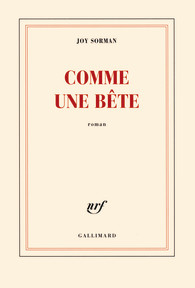 JOY SORMAN
COMME
UNE BÊTE
roman
nrf
GALLIMARD